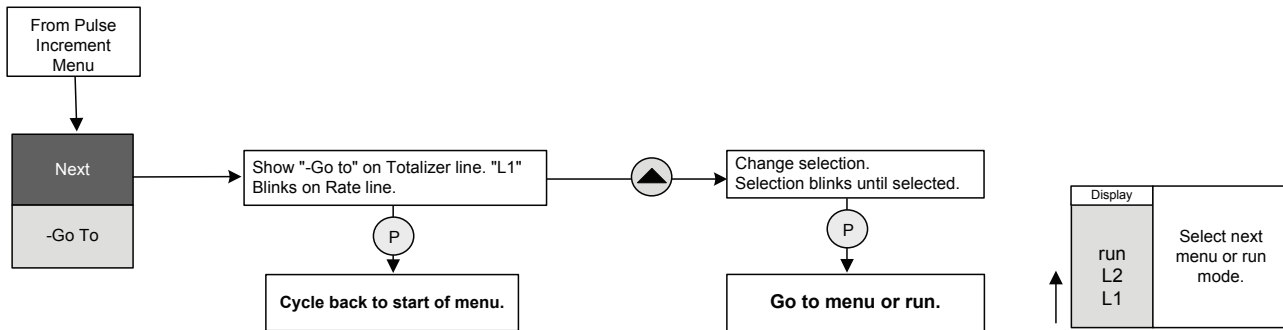 From Pulse
Increment
Menu
Next
-Go To
Show "-Go to" on Totalizer line. "L1"
Blinks on Rate line.
P
Cycle back to start of menu.
Change selection.
Selection blinks until selected.
P
Go to menu or run.
Display
run
L2
L1
Select next
menu or run
mode.